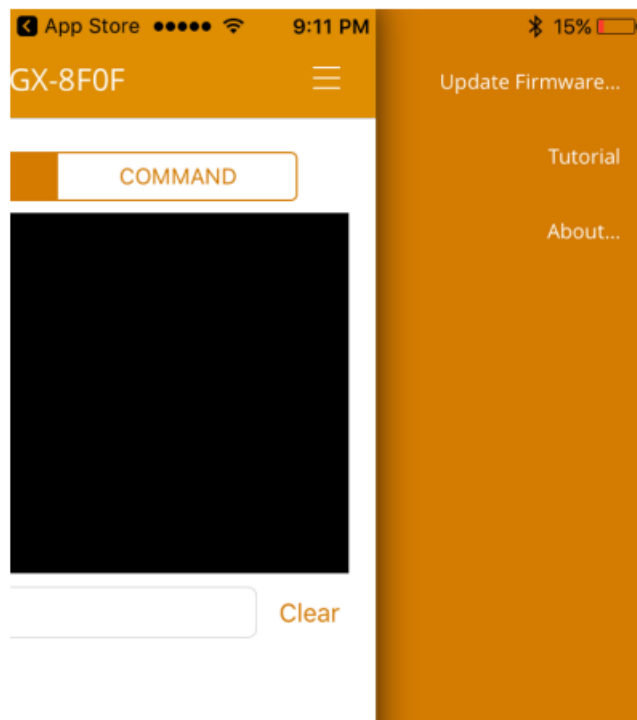 App Store 9:11 PM 15%
GX-8F0F
Update Firmware...
Tutorial
COMMAND
About...
Clear